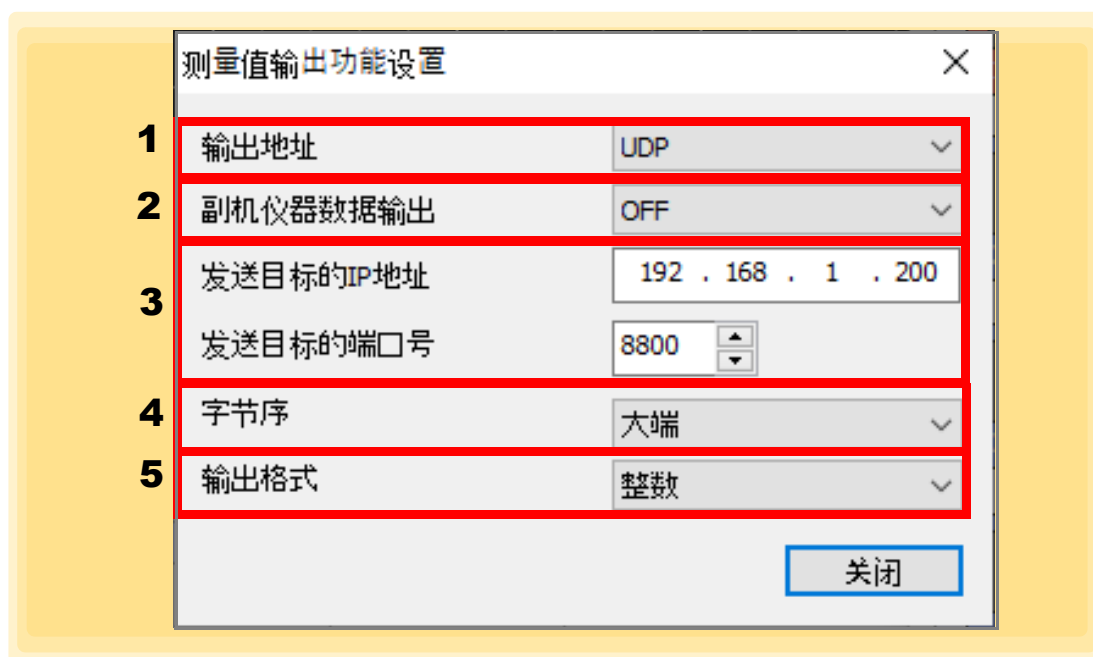 测量值输出功能设置
1 输出地址 UDP
2 副机仪器数据输出 OFF
3 发送目标的IP地址 192 . 168 . 1 . 200
发送目标的端口号 8800
4 字节序 大端
5 输出格式 整数
关闭